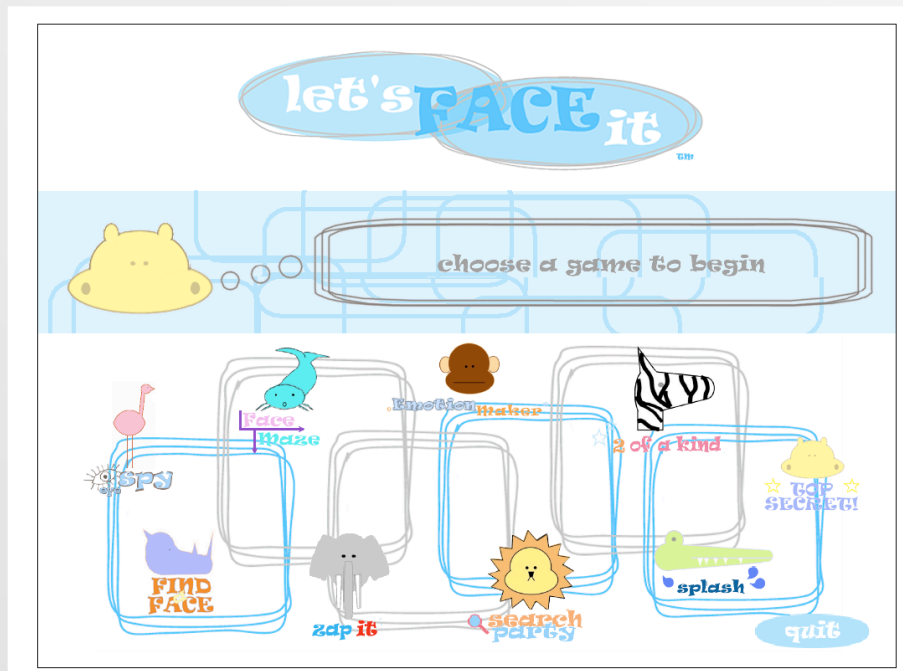 let's FACE it
TM
choose a game to begin
Face
Maze
Emotion Maker
2 of a kind
eye spy
TOP
SECRET!
FIND
FACE
zap it
search
party
splash
quit